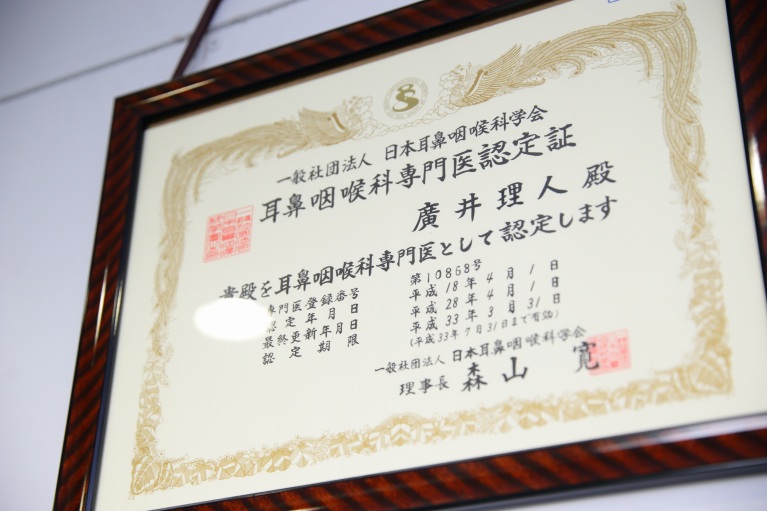 一般社団法人 日本耳鼻咽喉科学会
耳鼻咽喉科専門医認定証
廣井理人 殿
貴殿を耳鼻咽喉科専門医として認定します
専門医登録番号 第10868号
認定年月日 平成18年4月1日
最終更新年月日 平成28年4月1日
認定期限 平成33年3月31日
(平成33年7月31日まで有効)
一般社団法人 日本耳鼻咽喉科学会
理事長 森山 寛